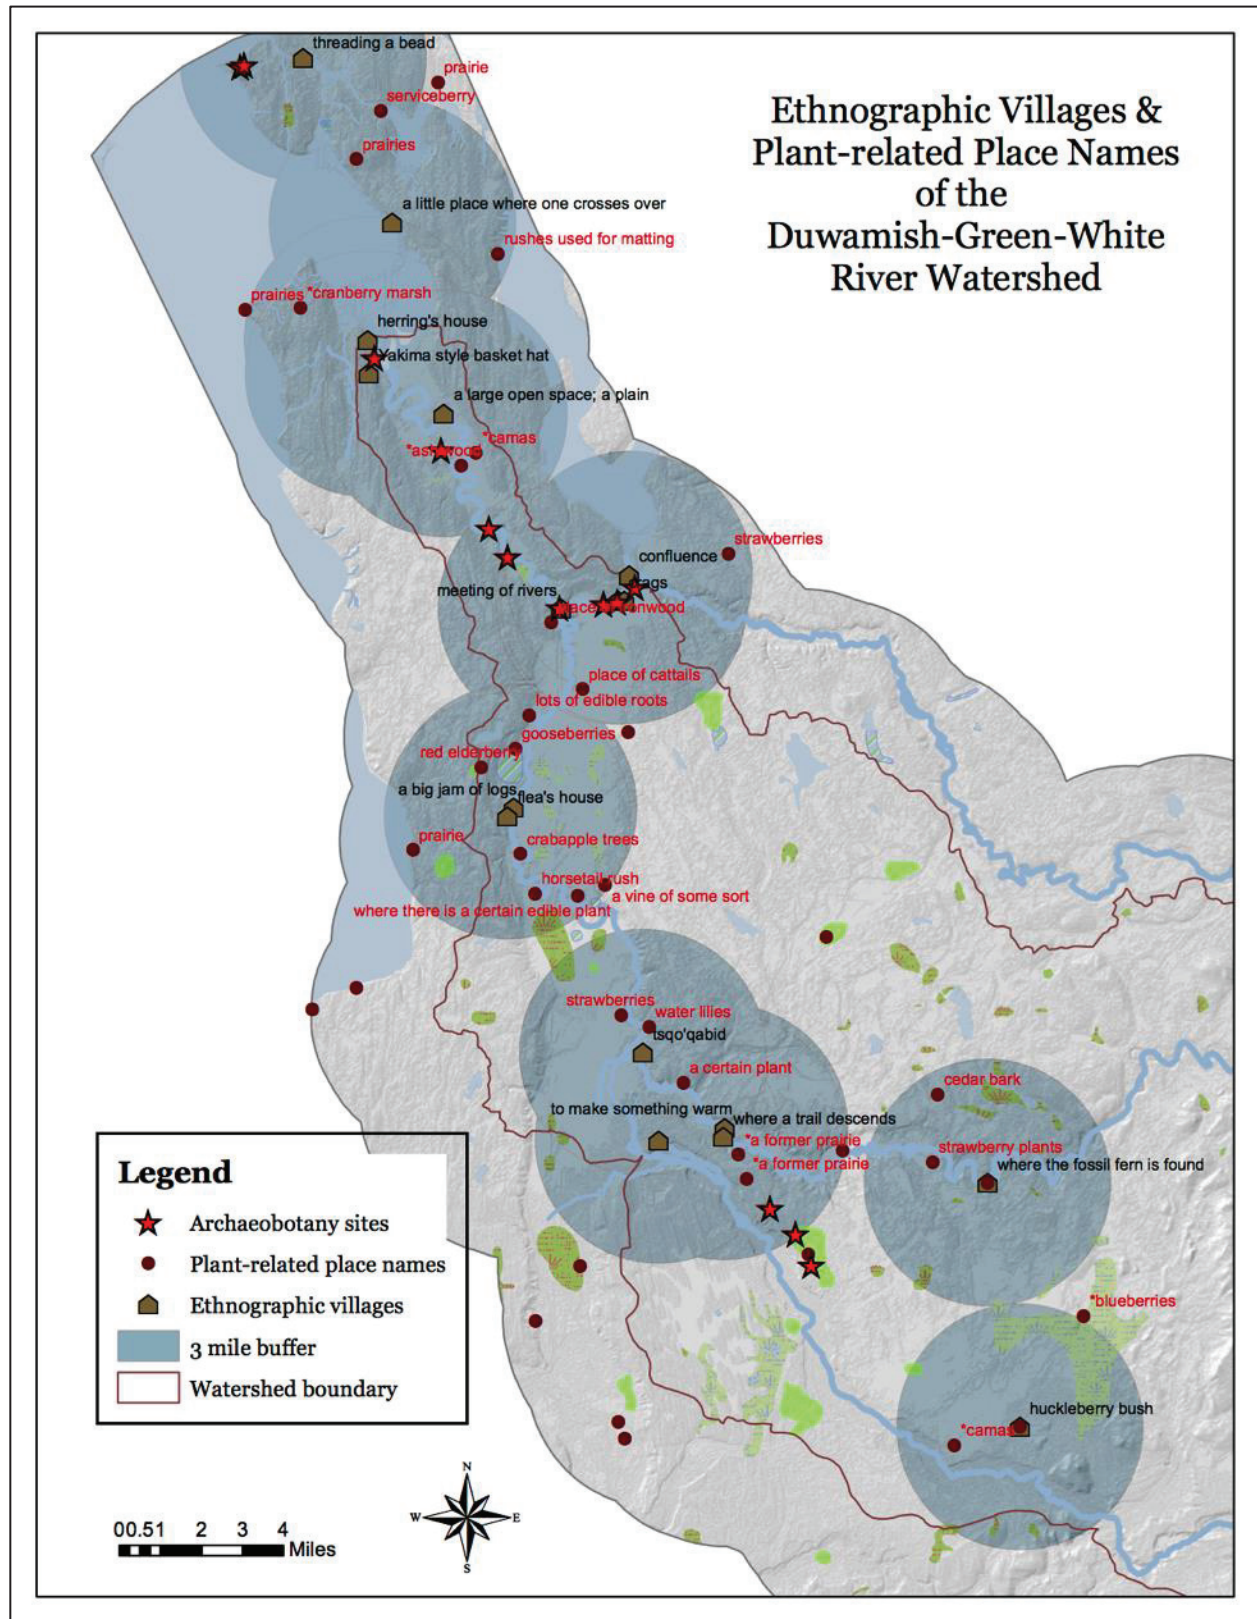 threading a bead
prairie
serviceberry
prairies
Ethnographic Villages &
Plant-related Place Names
of the
Duwamish-Green-White
River Watershed
a little place where one crosses over
rushes used for matting
prairies
*cranberry marsh
herring's house
Yakima style basket hat
a large open space; a plain
*camas
*ashwood
strawberries
confluence
meeting of rivers
place of cattails
lots of edible roots
gooseberries
red elderberry
a big jam of logs
flea's house
prairie
crabapple trees
horsetail rush
a vine of some sort
where there is a certain edible plant
strawberries
water lilies
tsqo'qabid
a certain plant
cedar bark
to make something warm
where a trail descends
*a former prairie
strawberry plants
*a former prairie
where the fossil fern is found
Legend
Archaeobotany sites
Plant-related place names
Ethnographic villages
3 mile buffer
Watershed boundary
*blueberries
huckleberry bush
*camas
N
W
E
S
00.51 2 3 4
Miles